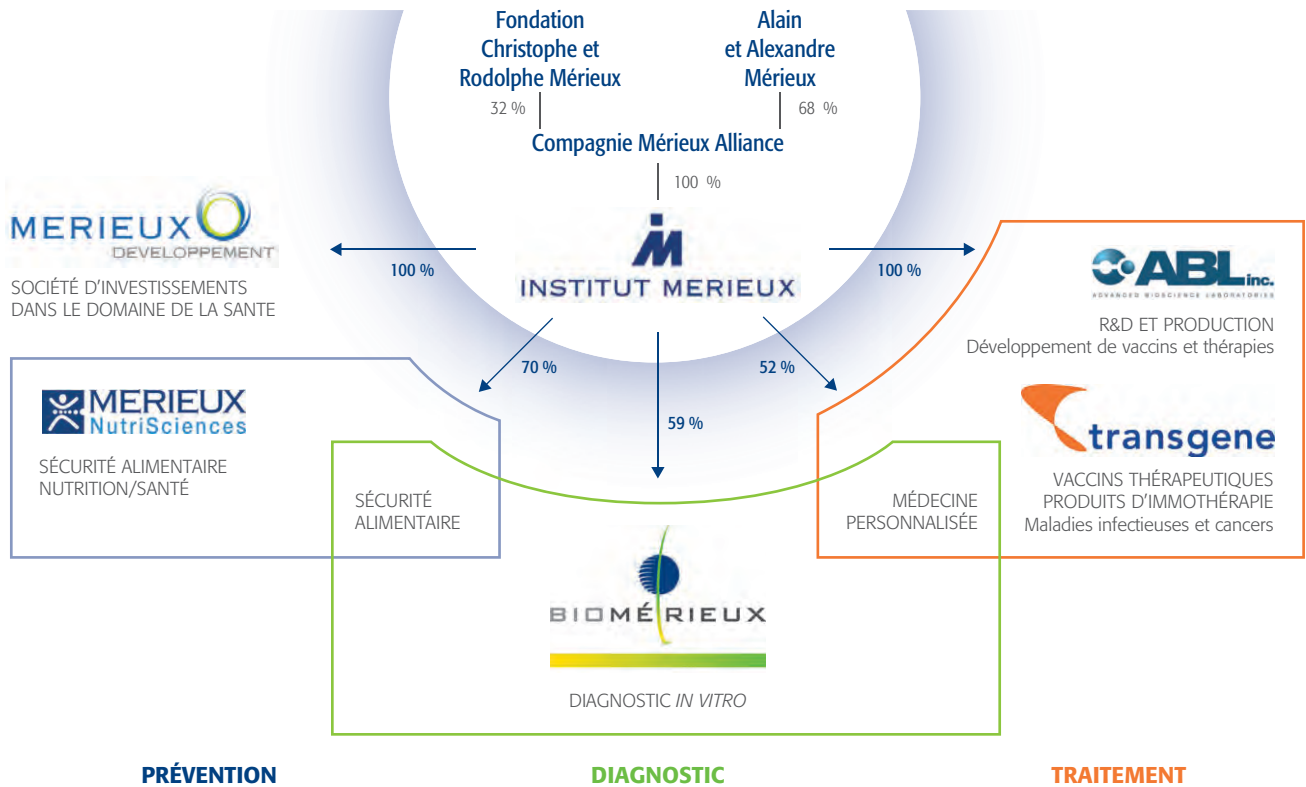 Fondation
Christophe et
Rodolphe Mérieux
32 %
Alain
et Alexandre
Mérieux
68 %
Compagnie Mérieux Alliance
100 %
INSTITUT MERIEUX
MERIEUX
DEVELOPPEMENT
SOCIÉTÉ D'INVESTISSEMENTS
DANS LE DOMAINE DE LA SANTE
100 %
100 %
ABL inc.
ADVANCED BIOSCIENCE LABORATORIES
R&D ET PRODUCTION
Développement de vaccins et thérapies
70 %
59 %
52 %
MERIEUX
NutriSciences
SÉCURITÉ ALIMENTAIRE
NUTRITION/SANTÉ
transgene
VACCINS THÉRAPEUTIQUES
PRODUITS D'IMMOTHÉRAPIE
Maladies infectieuses et cancers
SÉCURITÉ
ALIMENTAIRE
MÉDECINE
PERSONNALISÉE
BIOMÉRIEUX
DIAGNOSTIC IN VITRO
PRÉVENTION
DIAGNOSTIC
TRAITEMENT